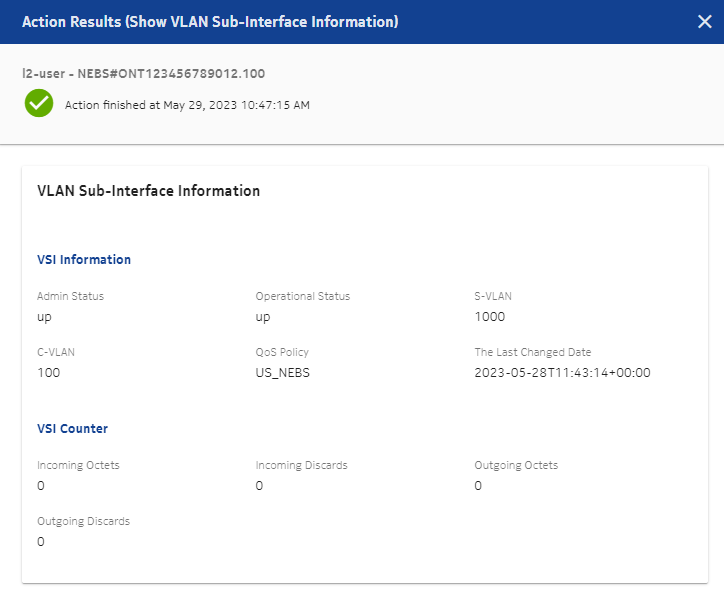 Action Results (Show VLAN Sub-Interface Information)
l2-user - NEBS#ONT123456789012.100
Action finished at May 29, 2023 10:47:15 AM
VLAN Sub-Interface Information
VSI Information
Admin Status Operational Status S-VLAN
up up 1000
C-VLAN QoS Policy The Last Changed Date
100 US_NEBS 2023-05-28T11:43:14+00:00
VSI Counter
Incoming Octets Incoming Discards Outgoing Octets
0 0 0
Outgoing Discards
0